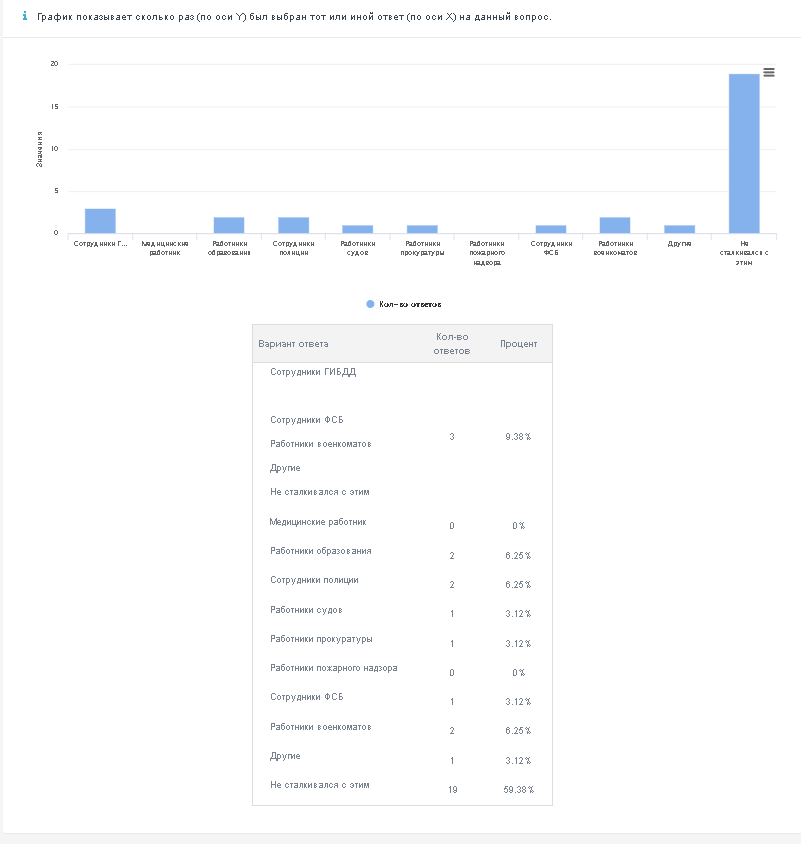 График показывает сколько раз (по оси Y) был выбран тот или иной ответ (по оси X) на данный вопрос.
20
15
10
5
0
Значения
Сотрудники Г...
Медицинские работник
Работники образования
Сотрудники полиции
Работники судов
Работники прокуратуры
Работники пожарного надзора
Сотрудники ФСБ
Работники военкоматов
Другие
Не сталкивался с этим
Кол-во ответов
Вариант ответа Кол-во ответов Процент
Сотрудники ГИБДД
Сотрудники ФСБ
3 9.38%
Работники военкоматов
Другие
Не сталкивался с этим
Медицинские работник 0 0%
Работники образования 2 6.25%
Сотрудники полиции 2 6.25%
Работники судов 1 3.12%
Работники прокуратуры 1 3.12%
Работники пожарного надзора 0 0%
Сотрудники ФСБ 1 3.12%
Работники военкоматов 2 6.25%
Другие 1 3.12%
Не сталкивался с этим 19 59.38%